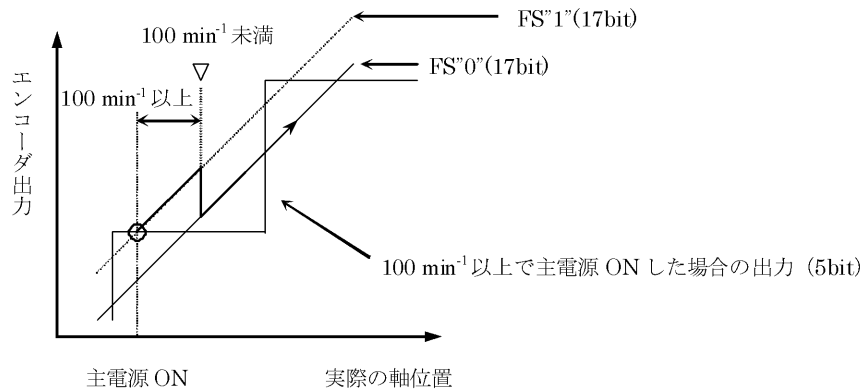 FS”1”(17bit)
100 min-1 未満
FS”0”(17bit)
100 min-1 以上
エンコーダ出力
100 min-1 以上で主電源 ON した場合の出力 (5bit)
主電源 ON
実際の軸位置